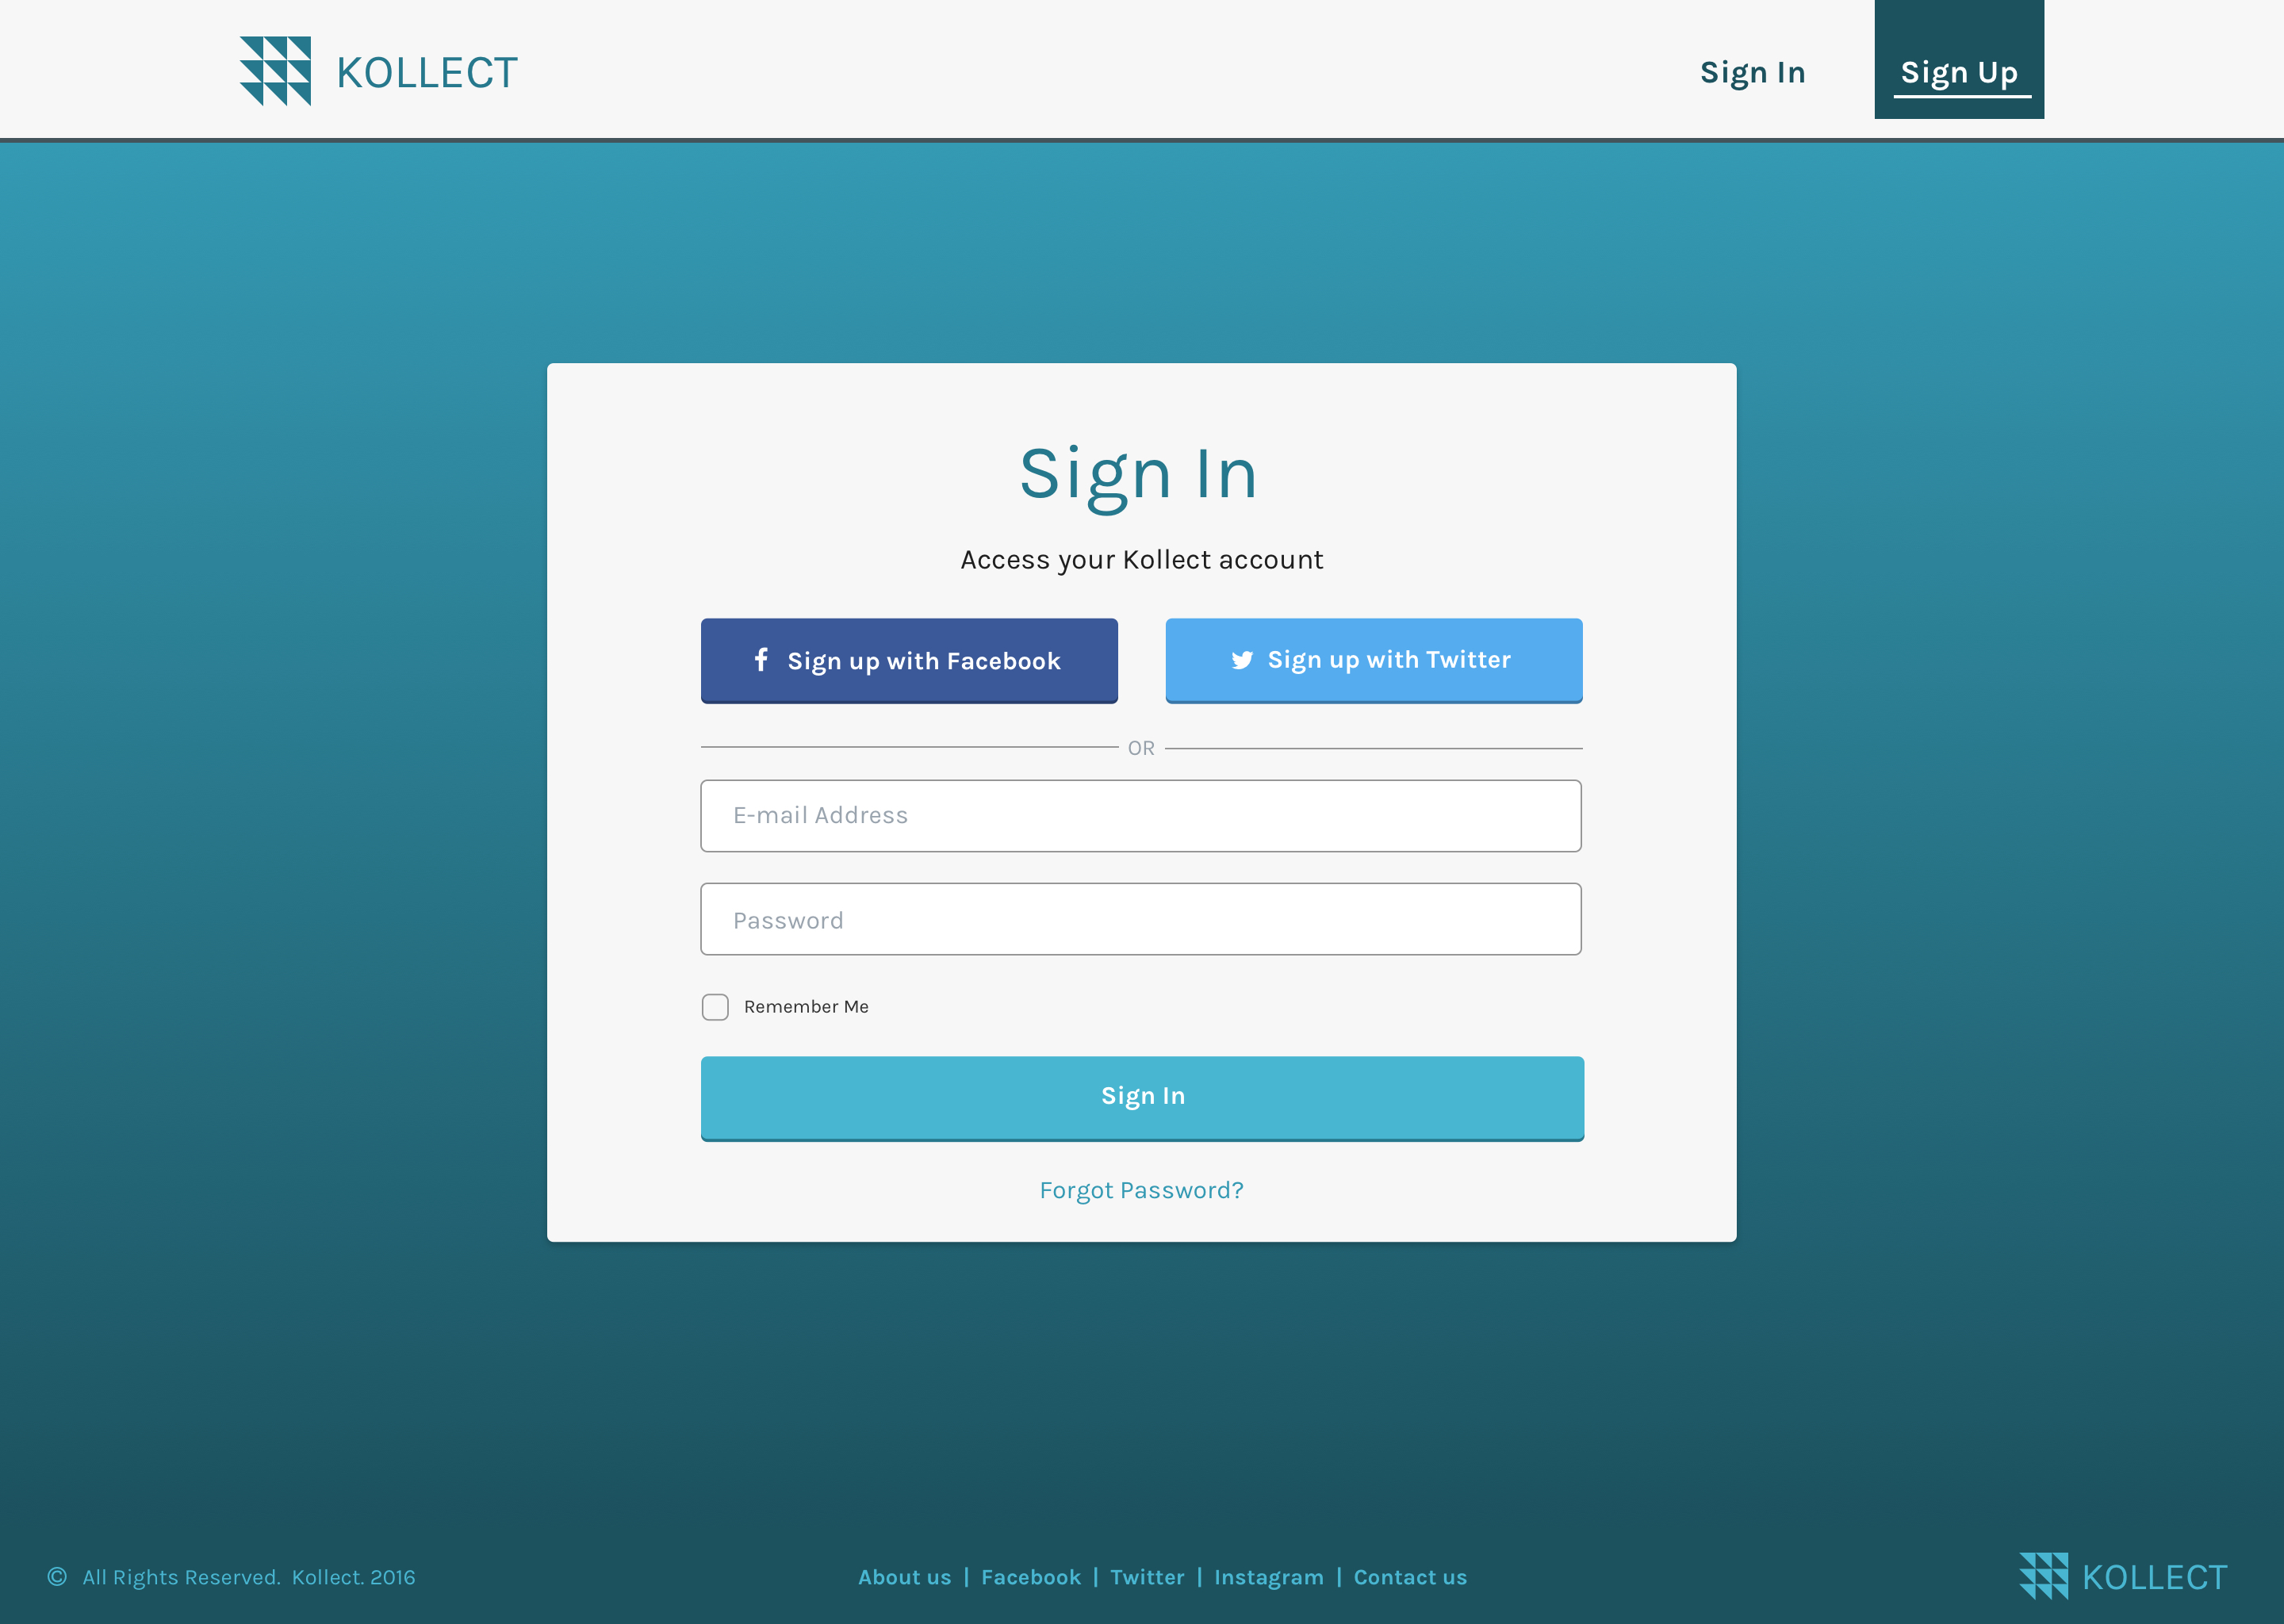 KOLLECT
Sign In
Sign Up
Sign In
Access your Kollect account
Sign up with Facebook
Sign up with Twitter
OR
E-mail Address
Password
Remember Me
Sign In
Forgot Password?
© All Rights Reserved. Kollect. 2016
About us | Facebook | Twitter | Instagram | Contact us
KOLLECT